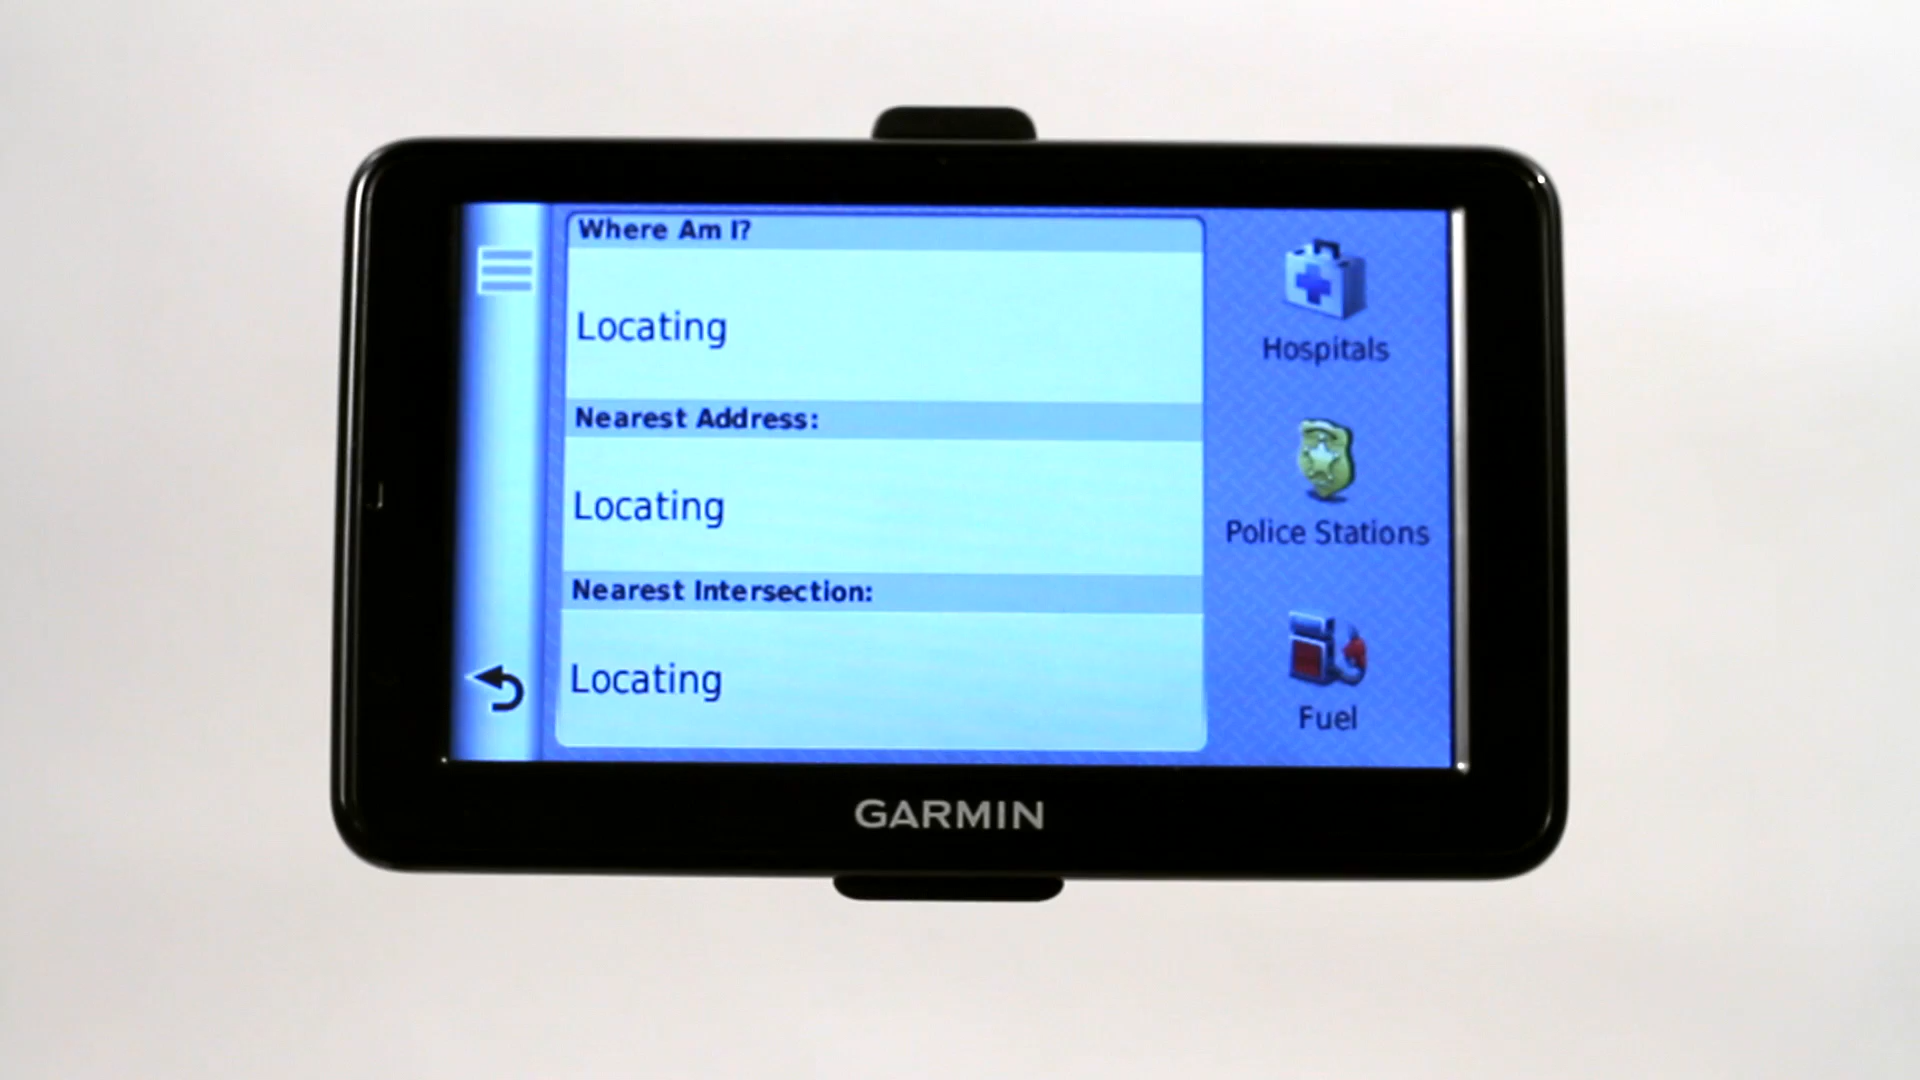 Where Am I?
Locating
Nearest Address:
Locating
Nearest Intersection:
Locating
Hospitals
Police Stations
Fuel
GARMIN